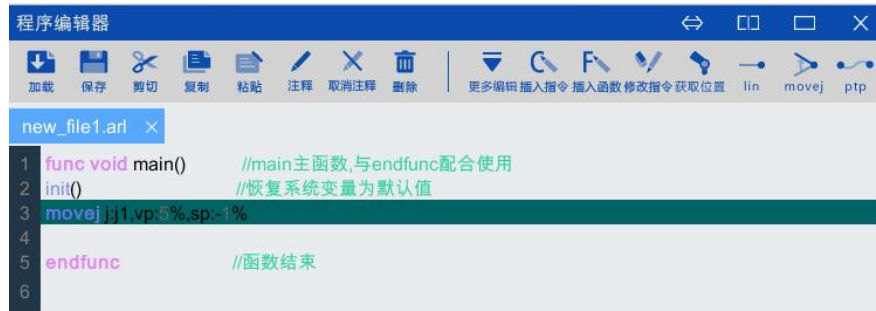 程序编辑器
加载 保存 剪切 复制 粘贴 注释 取消注释 删除 更多编辑 插入指令 插入函数 修改指令 获取位置 lin movej ptp
new_file1.arl
1 func void main() //main主函数,与endfunc配合使用
2 init() //恢复系统变量为默认值
3 movej j:j1,vp:5%,sp:-1%
4
5 endfunc //函数结束
6